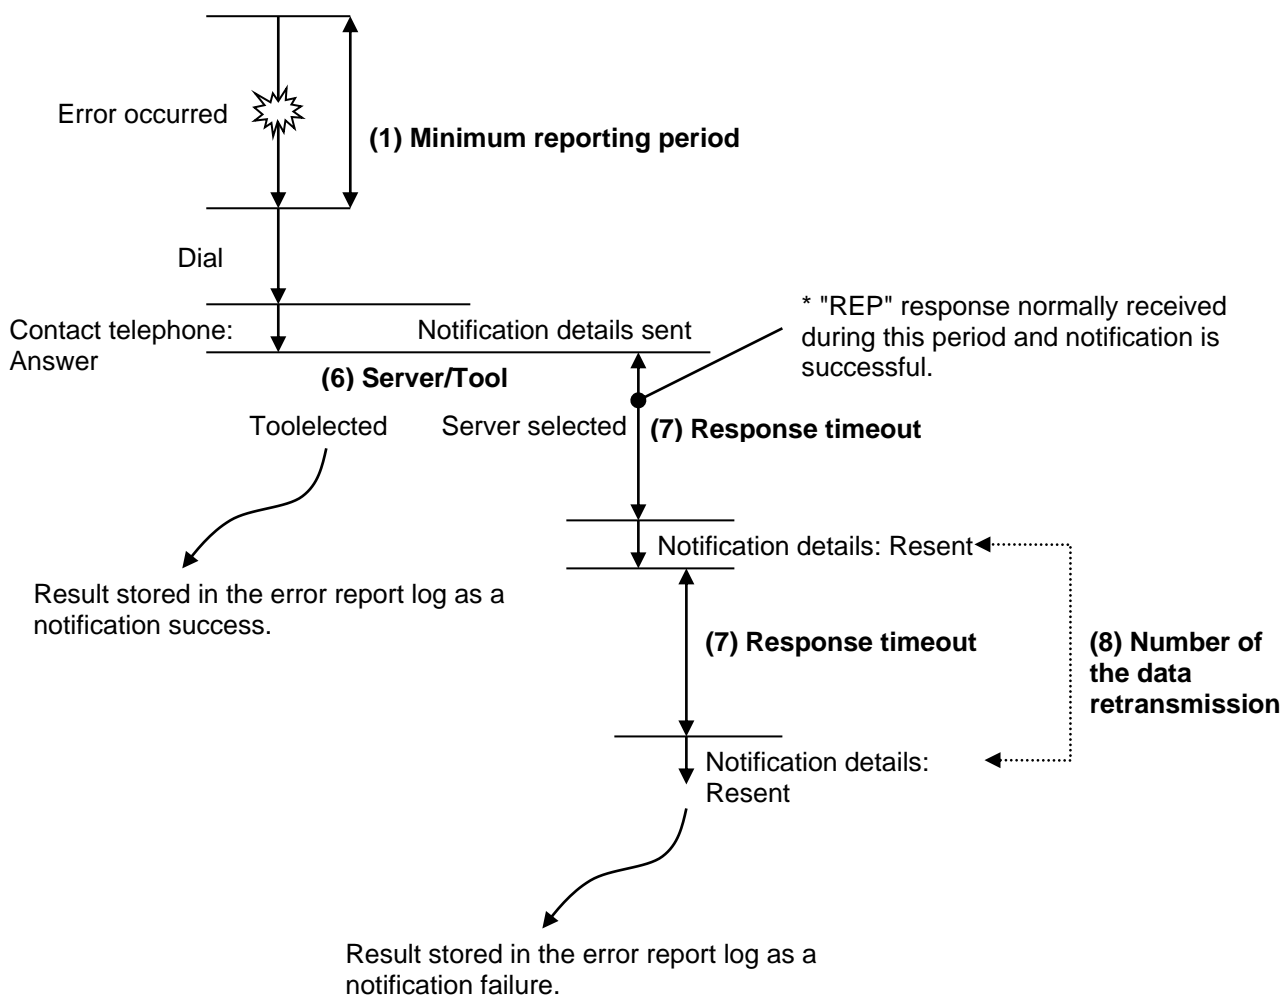 Error occurred
(1) Minimum reporting period
Dial
Contact telephone:
Answer
Notification details sent
* "REP" response normally received
during this period and notification is
successful.
(6) Server/Tool
Toolelected
Server selected
(7) Response timeout
Notification details: Resent
Result stored in the error report log as a
notification success.
(7) Response timeout
(8) Number of
the data
retransmission
Notification details:
Resent
Result stored in the error report log as a
notification failure.